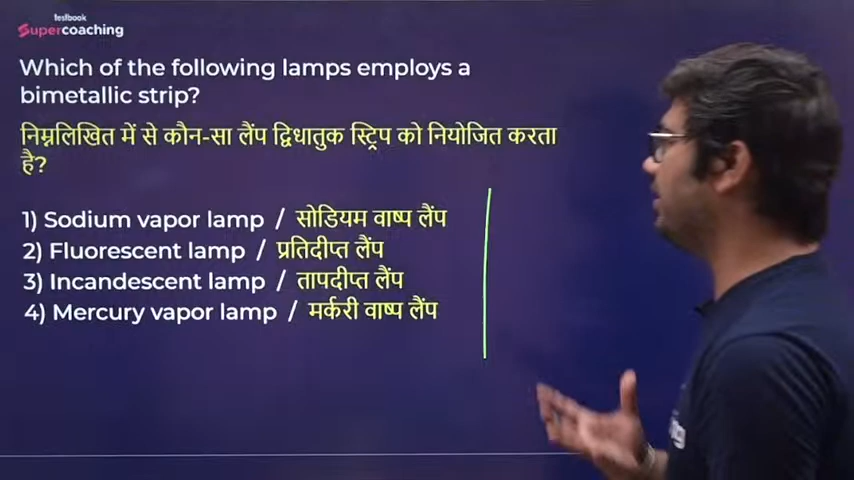 testbook
Supercoaching
Which of the following lamps employs a
bimetallic strip?
निम्नलिखित में से कौन-सा लैंप द्विधातुक स्ट्रिप को नियोजित करता
है?
1) Sodium vapor lamp / सोडियम वाष्प लैंप
2) Fluorescent lamp / प्रतिदीप्त लैंप
3) Incandescent lamp / तापदीप्त लैंप
4) Mercury vapor lamp / मर्करी वाष्प लैंप